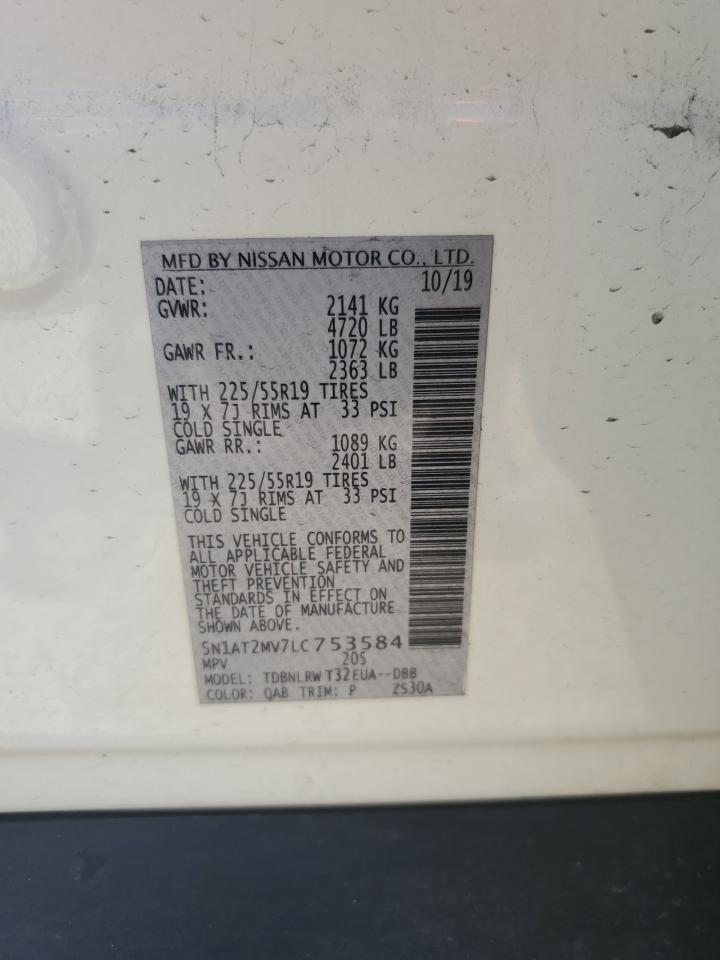 MFD BY NISSAN MOTOR CO., LTD.
DATE: 10/19
GVWR: 2141 KG
4720 LB
GAWR FR.: 1072 KG
2363 LB
WITH 225/55R19 TIRES
19 X 7J RIMS AT 33 PSI
COLD SINGLE
GAWR RR.: 1089 KG
2401 LB
WITH 225/55R19 TIRES
19 X 7J RIMS AT 33 PSI
COLD SINGLE
THIS VEHICLE CONFORMS TO
ALL APPLICABLE FEDERAL
MOTOR VEHICLE SAFETY AND
THEFT PREVENTION
STANDARDS IN EFFECT ON
THE DATE OF MANUFACTURE
SHOWN ABOVE.
5N1AT2MV7LC753584
MPV 205
MODEL: TDBNLRW T32EUA--DBB
COLOR: QAB TRIM: P ZS30A